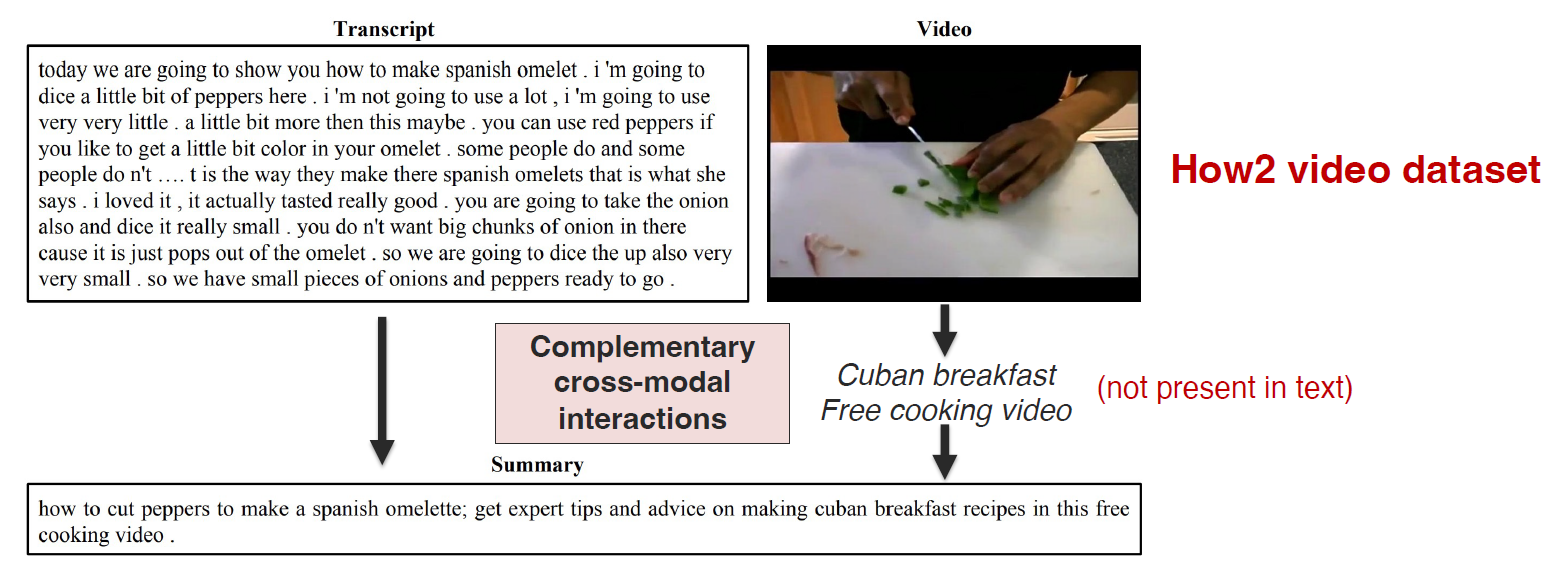 Transcript
today we are going to show you how to make spanish omelet . i 'm going to
dice a little bit of peppers here . i 'm not going to use a lot , i 'm going to use
very very little . a little bit more then this maybe . you can use red peppers if
you like to get a little bit color in your omelet . some people do and some
people do n't …. t is the way they make there spanish omelets that is what she
says . i loved it , it actually tasted really good . you are going to take the onion
also and dice it really small . you do n't want big chunks of onion in there
cause it is just pops out of the omelet . so we are going to dice the up also very
very small . so we have small pieces of onions and peppers ready to go .
Video
How2 video dataset
Complementary
cross-modal
interactions
Cuban breakfast
Free cooking video
(not present in text)
Summary
how to cut peppers to make a spanish omelette; get expert tips and advice on making cuban breakfast recipes in this free
cooking video .